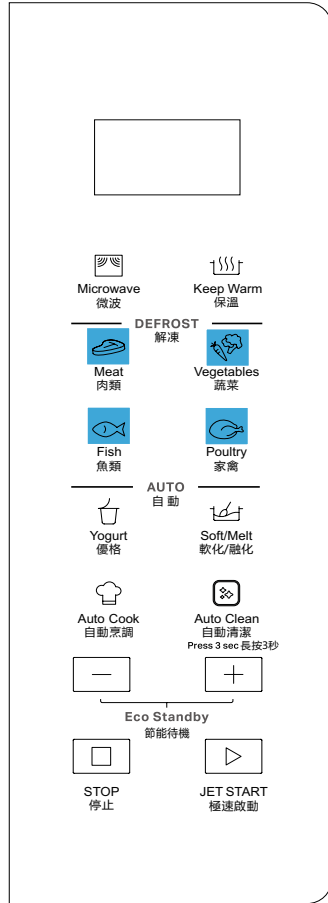 Microwave
微波
Keep Warm
保溫
DEFROST
解凍
Meat
肉類
Vegetables
蔬菜
Fish
魚類
Poultry
家禽
AUTO
自動
Yogurt
優格
Soft/Melt
軟化/融化
Auto Cook
自動烹調
Auto Clean
自動清潔
Press 3 sec 長按3秒
Eco Standby
節能待機
STOP
停止
JET START
極速啟動